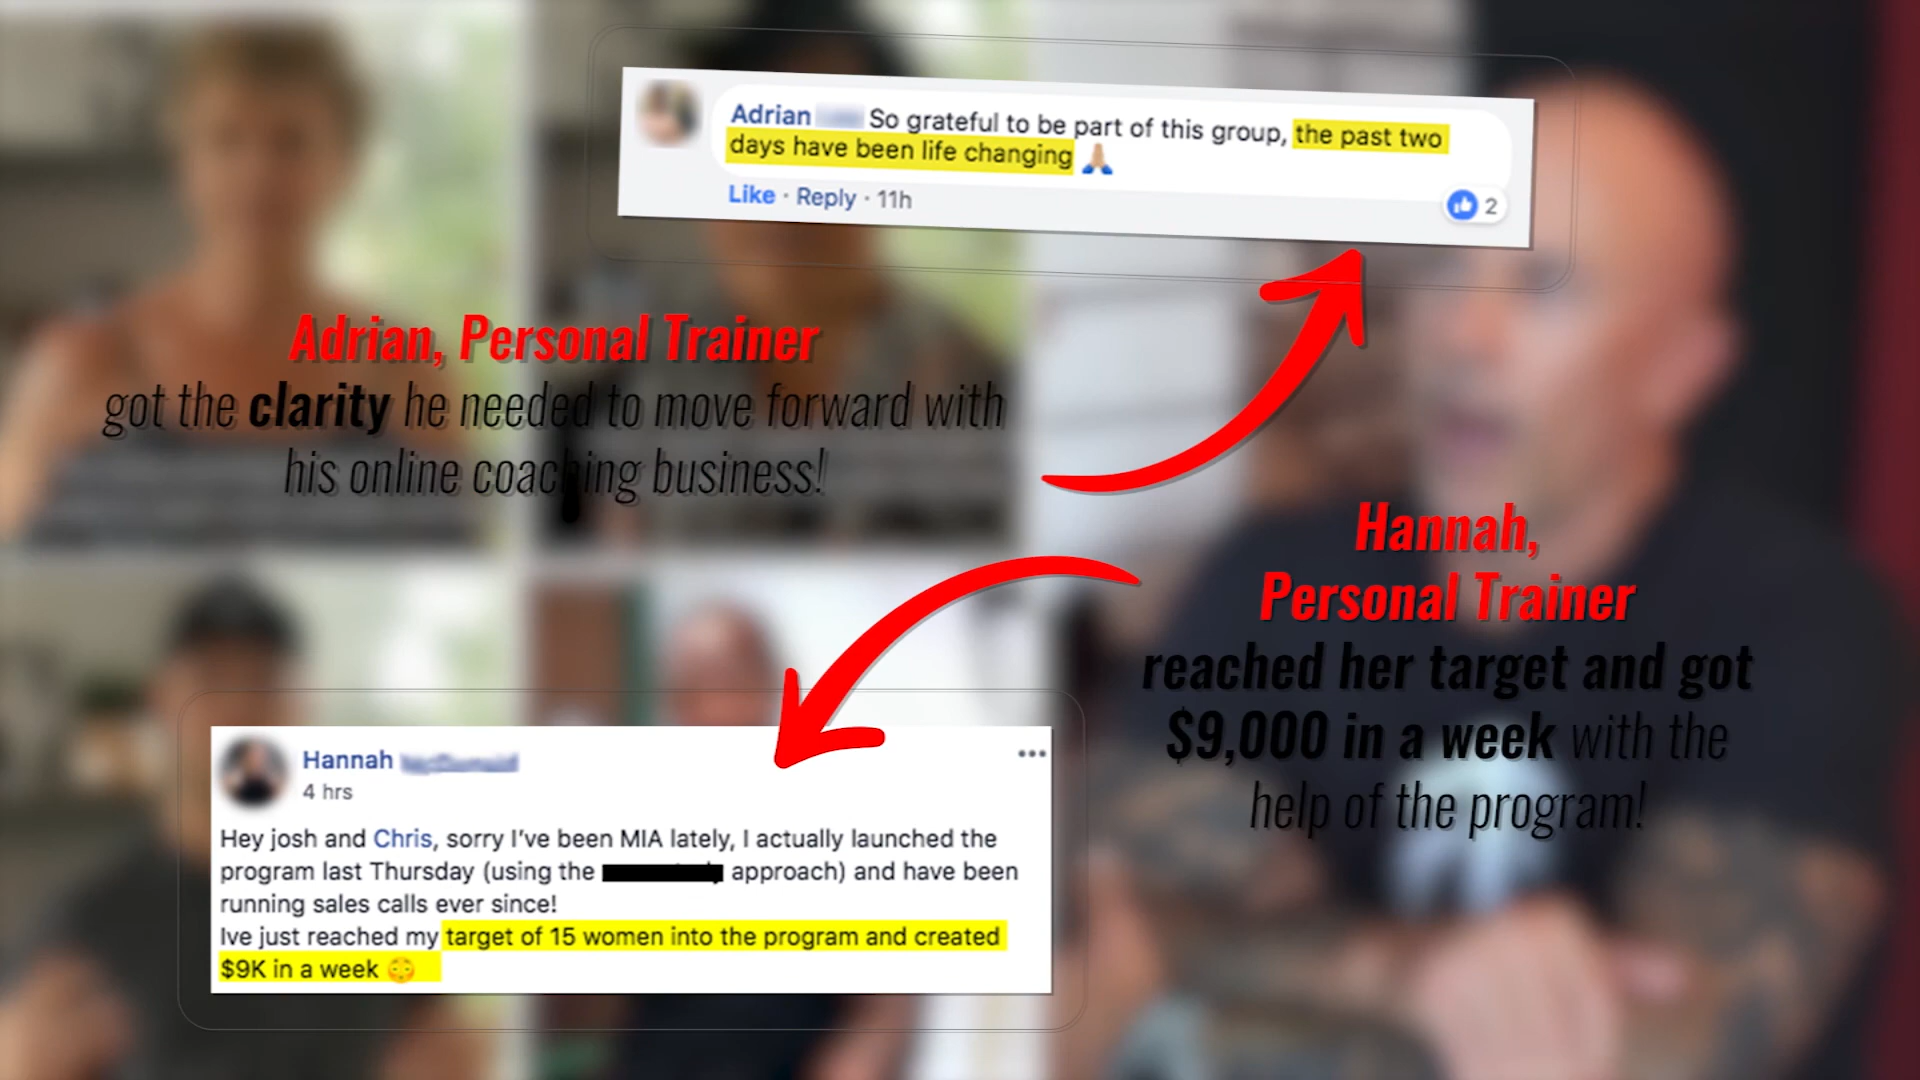 Adrian So grateful to be part of this group, the past two
days have been life changing 🙏🏼
Like · Reply · 11h
2
Adrian, Personal Trainer
got the clarity he needed to move forward with
his online coaching business!
Hannah,
Personal Trainer
reached her target and got
$9,000 in a week with the
help of the program!
Hannah
4 hrs
Hey josh and Chris, sorry I've been MIA lately, I actually launched the
program last Thursday (using the approach) and have been
running sales calls ever since!
Ive just reached my target of 15 women into the program and created
$9K in a week 😳